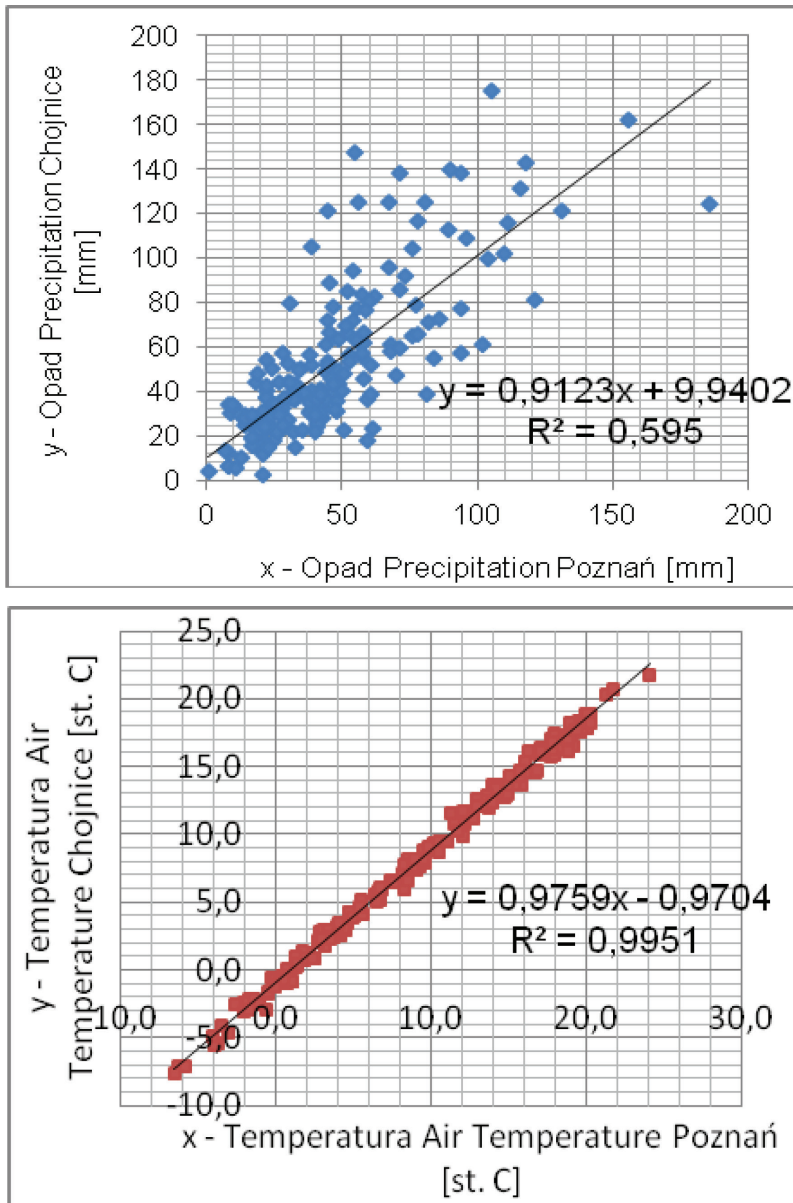 y - Opad Precipitation Chojnice
[mm]
200
180
160
140
120
100
80
60
40
20
0
y = 0,9123x + 9,9402
R² = 0,595
0 50 100 150 200
x - Opad Precipitation Poznań [mm]
y - Temperatura Air
Temperature Chojnice [st. C]
25,0
20,0
15,0
10,0
5,0
0,0
-5,0
-10,0
y = 0,9759x - 0,9704
R² = 0,9951
10,0 0,0 10,0 20,0 30,0
x - Temperatura Air Temperature Poznań
[st. C]